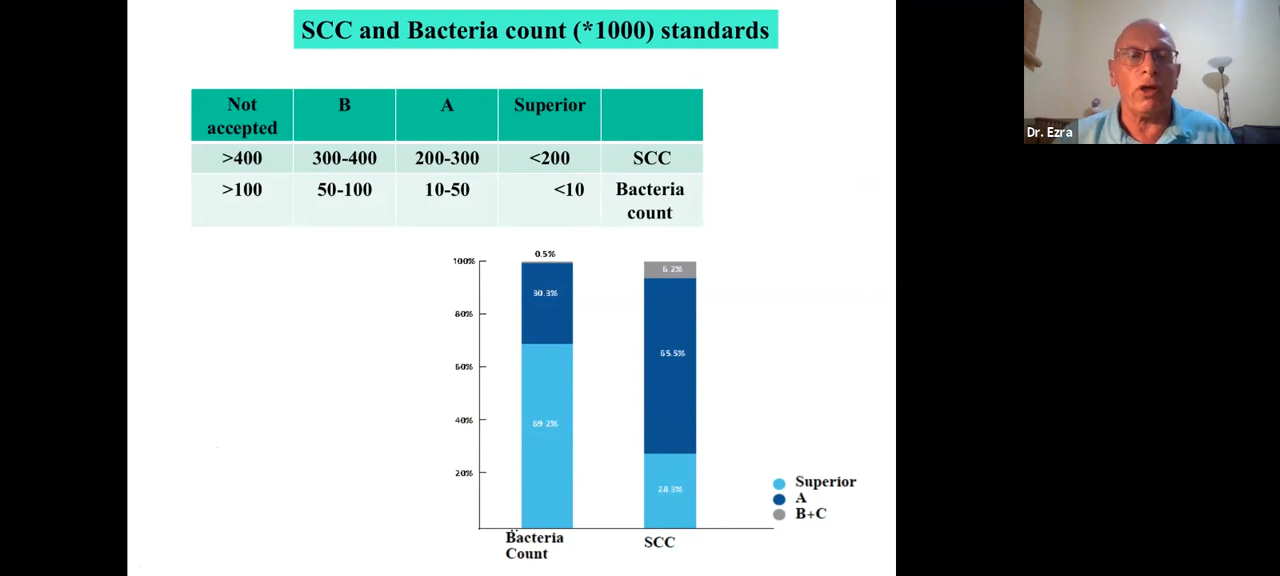 SCC and Bacteria count (*1000) standards
Dr. Ezra
Not accepted B A Superior
>400 300-400 200-300 <200 SCC
>100 50-100 10-50 <10 Bacteria count
0.5%
100%
6.2%
30.3%
80%
65.5%
60%
69.2%
40%
20%
28.3%
Superior
A
B+C
Bacteria
Count
SCC